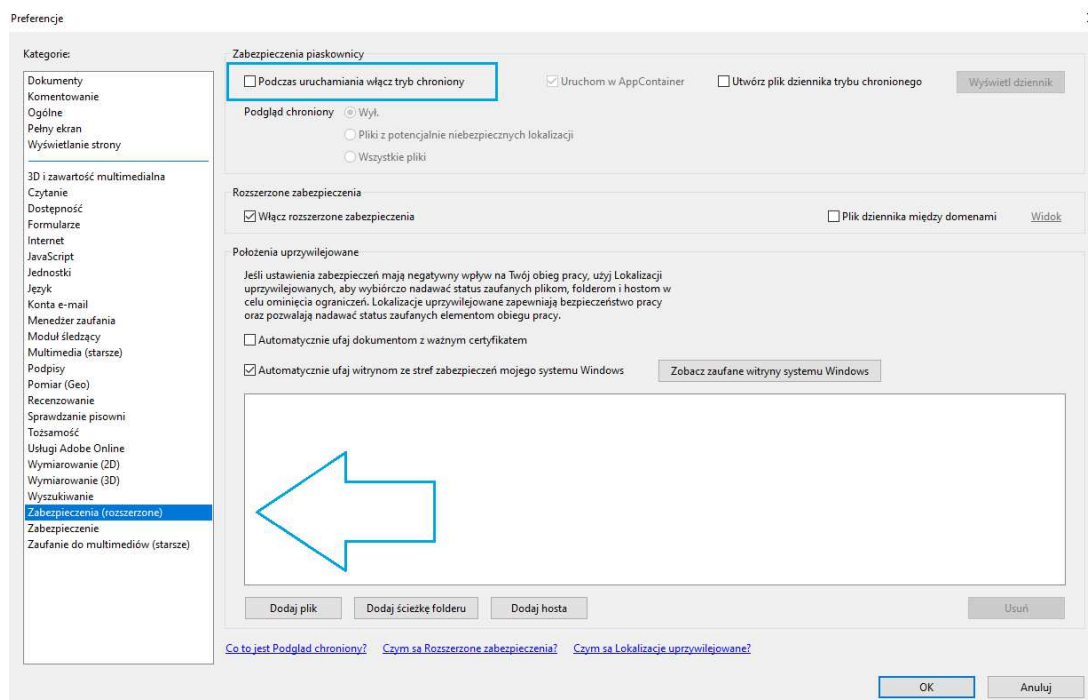 Preferencje
Kategorie:
Dokumenty
Komentowanie
Ogólne
Pełny ekran
Wyświetlanie strony
3D i zawartość multimedialna
Czytanie
Dostępność
Formularze
Internet
JavaScript
Jednostki
Język
Konta e-mail
Menedżer zaufania
Moduł śledzący
Multimedia (starsze)
Podpisy
Pomiar (Geo)
Recenzowanie
Sprawdzanie pisowni
Tożsamość
Usługi Adobe Online
Wymiarowanie (2D)
Wymiarowanie (3D)
Wyszukiwanie
Zabezpieczenia (rozszerzone)
Zabezpieczenie
Zaufanie do multimediów (starsze)
Zabezpieczenia piaskownicy
Podczas uruchamiania włącz tryb chroniony Uruchom w AppContainer Utwórz plik dziennika trybu chronionego Wyświetl dziennik
Podgląd chroniony Wył.
Pliki z potencjalnie niebezpiecznych lokalizacji
Wszystkie pliki
Rozszerzone zabezpieczenia
Włącz rozszerzone zabezpieczenia Plik dziennika między domenami Widok
Położenia uprzywilejowane
Jeśli ustawienia zabezpieczeń mają negatywny wpływ na Twój obieg pracy, użyj Lokalizacji
uprzywilejowanych, aby wybiórczo nadawać status zaufanych plikom, folderom i hostom w
celu ominięcia ograniczeń. Lokalizacje uprzywilejowane zapewniają bezpieczeństwo pracy
oraz pozwalają nadawać status zaufanych elementom obiegu pracy.
Automatycznie ufaj dokumentom z ważnym certyfikatem
Automatycznie ufaj witrynom ze stref zabezpieczeń mojego systemu Windows Zobacz zaufane witryny systemu Windows
Dodaj plik Dodaj ścieżkę folderu Dodaj hosta Usuń
Co to jest Podgląd chroniony? Czym są Rozszerzone zabezpieczenia? Czym są Lokalizacje uprzywilejowane?
OK Anuluj